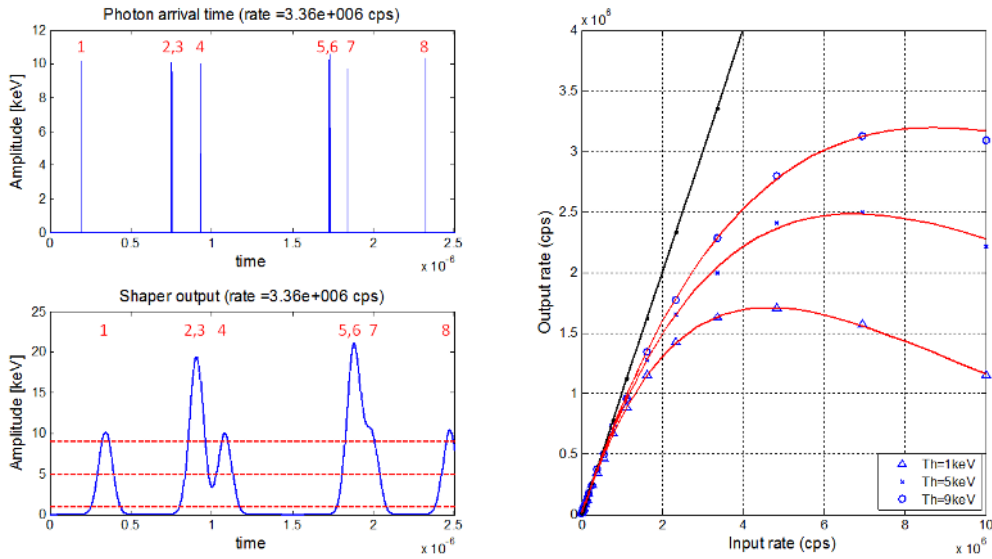 Photon arrival time (rate =3.36e+006 cps)
1 2,3 4 5,6 7 8
12
10
8
6
4
2
0
Amplitude [keV]
0 0.5 1 1.5 2 2.5
time
x 10⁻⁶
Shaper output (rate =3.36e+006 cps)
1 2,3 4 5,6 7 8
25
20
15
10
5
0
Amplitude [keV]
0 0.5 1 1.5 2 2.5
time
x 10⁻⁶
x 10⁶
4
3.5
3
2.5
2
1.5
1
0.5
0
Output rate (cps)
Th=1keV
Th=5keV
Th=9keV
0 2 4 6 8 10
Input rate (cps)
x 10⁶